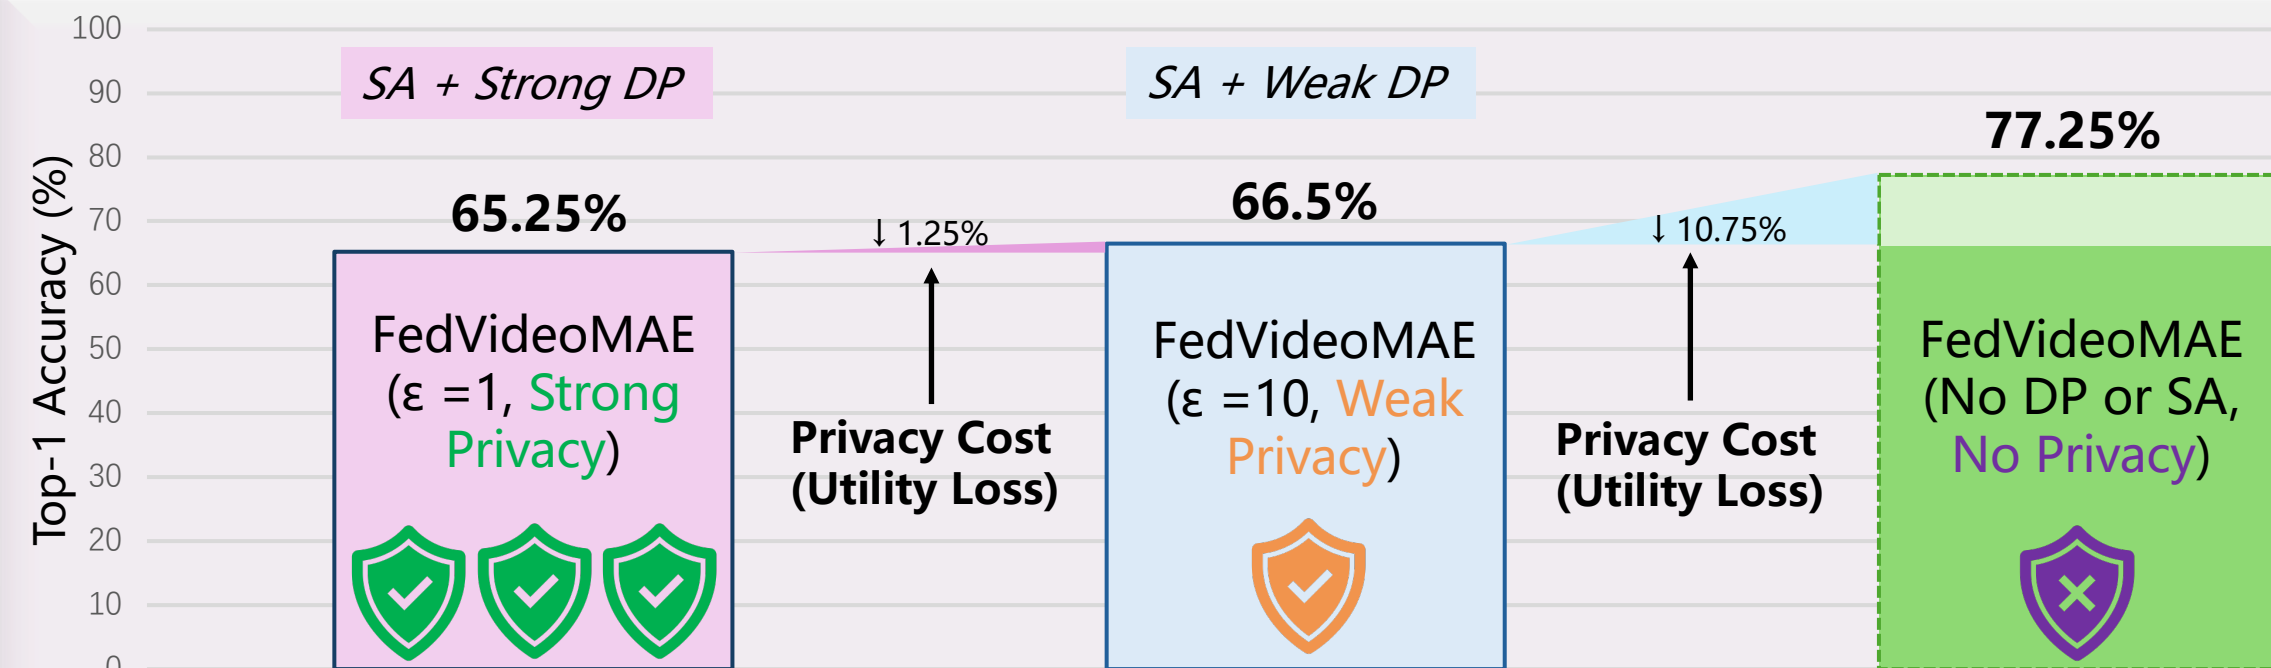 Top-1 Accuracy (%)
100
90
80
70
60
50
40
30
20
10
0
SA + Strong DP
65.25%
FedVideoMAE
(ε =1, Strong
Privacy)
↓ 1.25%
Privacy Cost
(Utility Loss)
SA + Weak DP
66.5%
FedVideoMAE
(ε =10, Weak
Privacy)
↓ 10.75%
Privacy Cost
(Utility Loss)
77.25%
FedVideoMAE
(No DP or SA,
No Privacy)